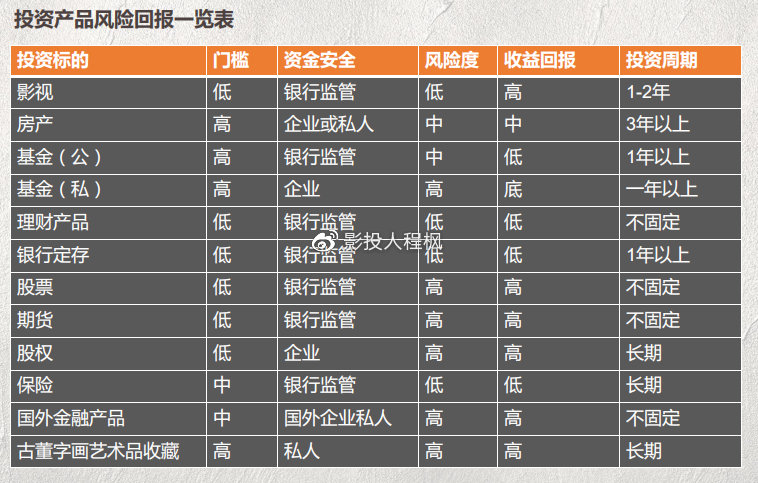 投资产品风险回报一览表
投资标的 门槛 资金安全 风险度 收益回报 投资周期
影视 低 银行监管 低 高 1-2年
房产 高 企业或私人 中 中 3年以上
基金（公） 高 银行监管 中 低 1年以上
基金（私） 高 企业 高 底 一年以上
理财产品 低 银行监管 低 低 不固定
银行定存 低 银行监管 低 低 1年以上
股票 低 银行监管 高 高 不固定
期货 低 银行监管 高 高 不固定
股权 低 企业 高 高 长期
保险 中 银行监管 低 低 长期
国外金融产品 中 国外企业私人 高 高 不固定
古董字画艺术品收藏 高 私人 高 高 长期
影投人程枫